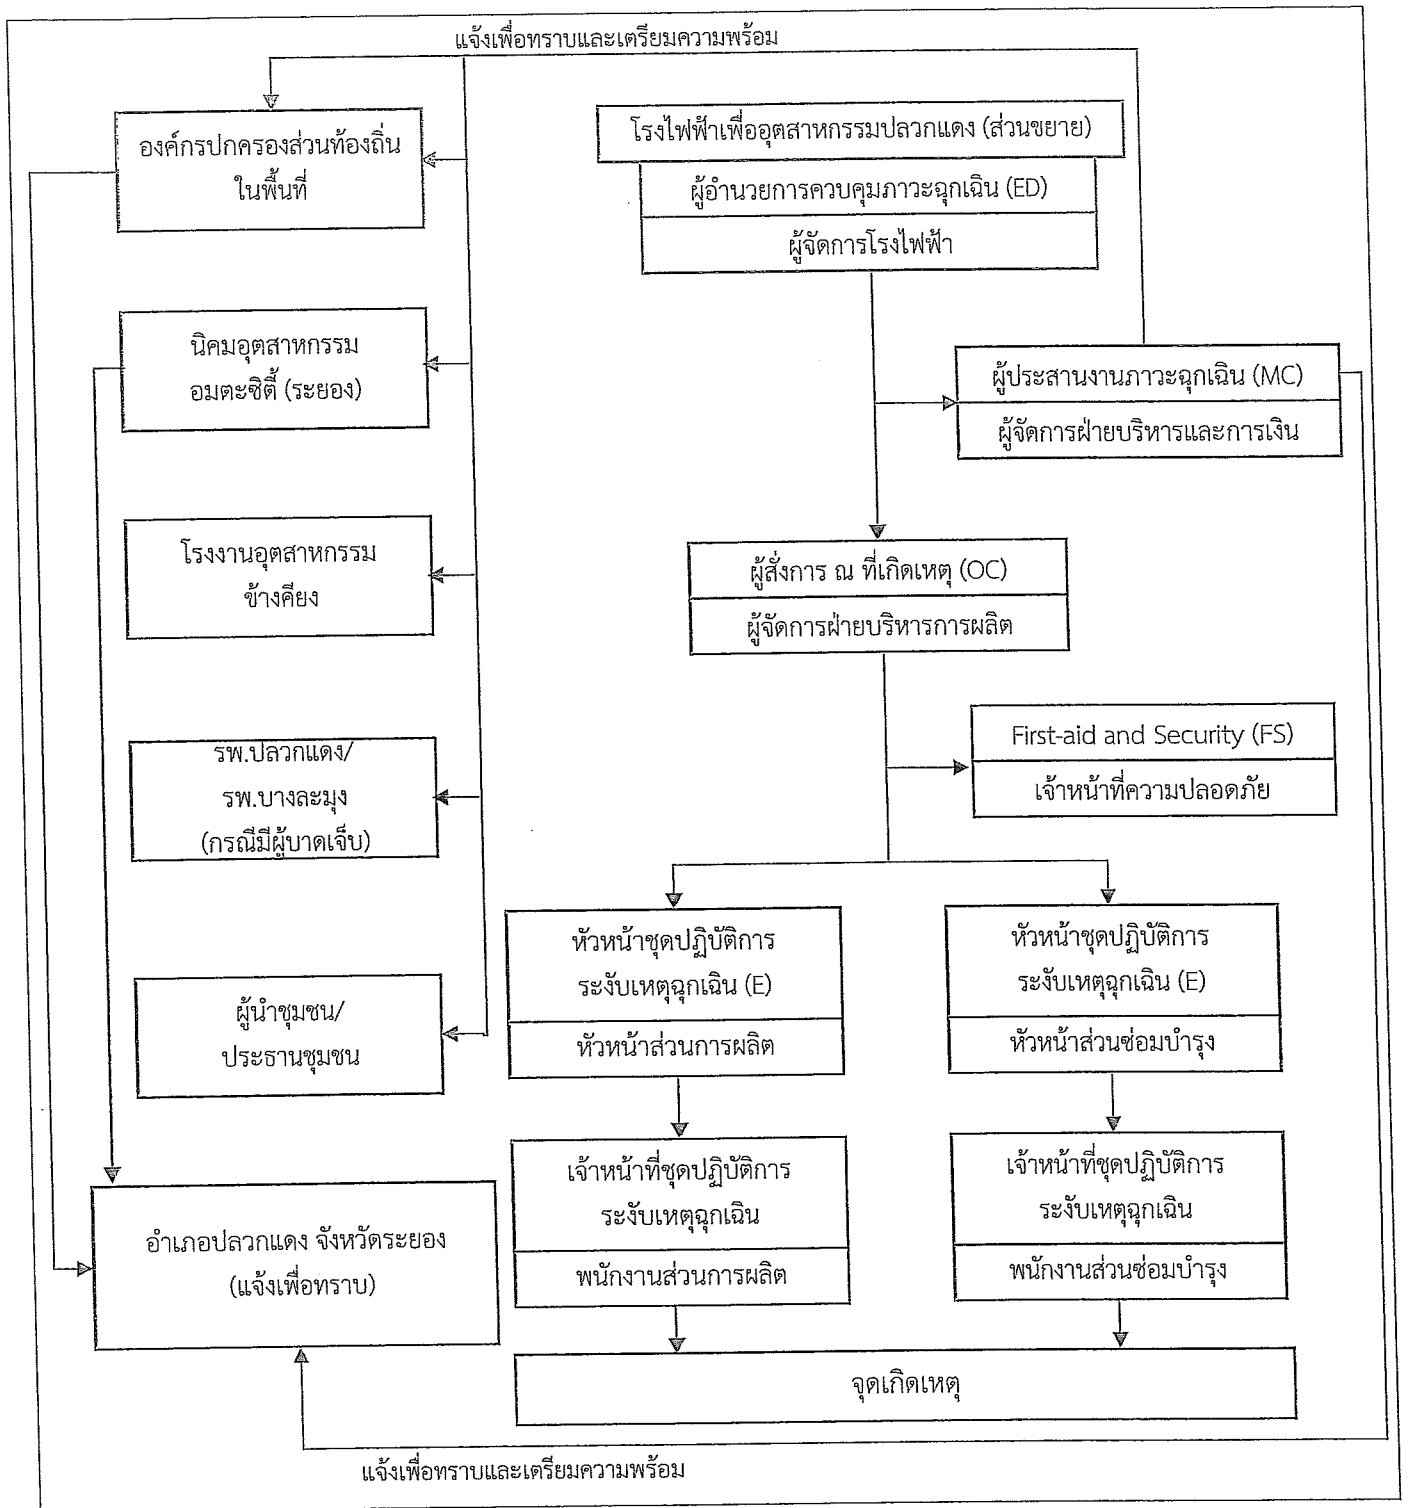 แจ้งเพื่อทราบและเตรียมความพร้อม
องค์กรปกครองส่วนท้องถิ่น
ในพื้นที่
นิคมอุตสาหกรรม
อมตะซิตี้ (ระยอง)
โรงงานอุตสาหกรรม
ข้างคียง
รพ.ปลวกแดง/
รพ.บางละมุง
(กรณีมีผู้บาดเจ็บ)
ผู้นำชุมชน/
ประธานชุมชน
อำเภอปลวกแดง จังหวัดระยอง
(แจ้งเพื่อทราบ)
โรงไฟฟ้าเพื่ออุตสาหกรรมปลวกแดง (ส่วนขยาย)
ผู้อำนวยการควบคุมภาวะฉุกเฉิน (ED)
ผู้จัดการโรงไฟฟ้า
ผู้ประสานงานภาวะฉุกเฉิน (MC)
ผู้จัดการฝ่ายบริหารและการเงิน
ผู้สั่งการ ณ ที่เกิดเหตุ (OC)
ผู้จัดการฝ่ายบริหารการผลิต
First-aid and Security (FS)
เจ้าหน้าที่ความปลอดภัย
หัวหน้าชุดปฏิบัติการ
ระงับเหตุฉุกเฉิน (E)
หัวหน้าส่วนการผลิต
หัวหน้าชุดปฏิบัติการ
ระงับเหตุฉุกเฉิน (E)
หัวหน้าส่วนซ่อมบำรุง
เจ้าหน้าที่ชุดปฏิบัติการ
ระงับเหตุฉุกเฉิน
พนักงานส่วนการผลิต
เจ้าหน้าที่ชุดปฏิบัติการ
ระงับเหตุฉุกเฉิน
พนักงานส่วนซ่อมบำรุง
จุดเกิดเหตุ
แจ้งเพื่อทราบและเตรียมความพร้อม